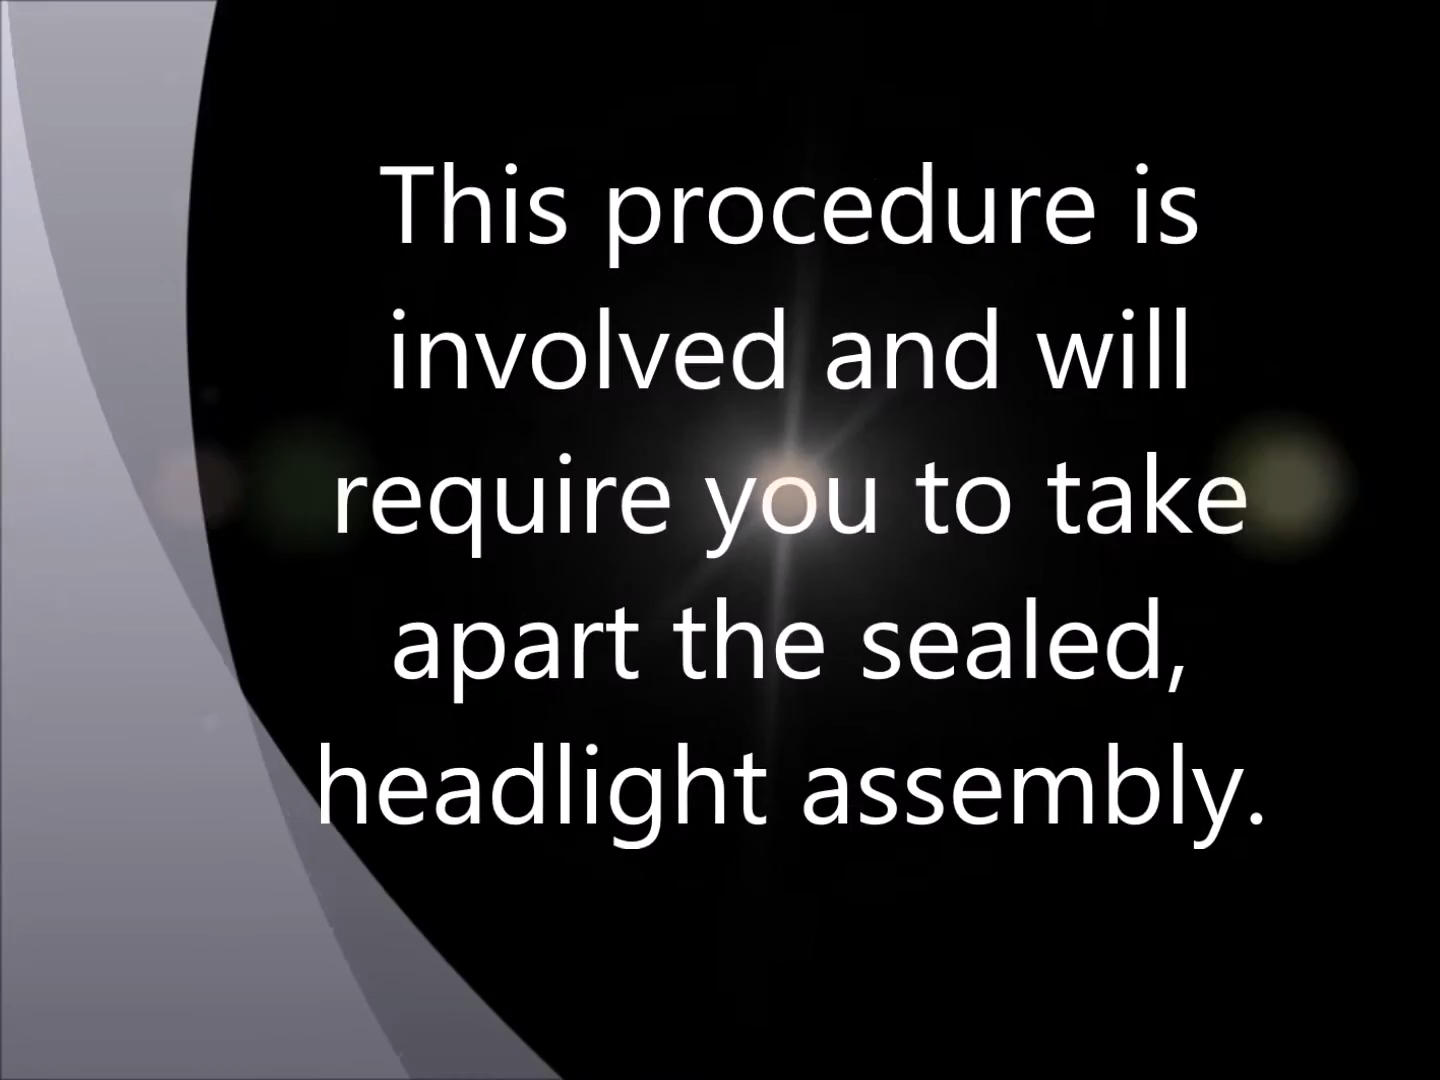 This procedure is
involved and will
require you to take
apart the sealed,
headlight assembly.